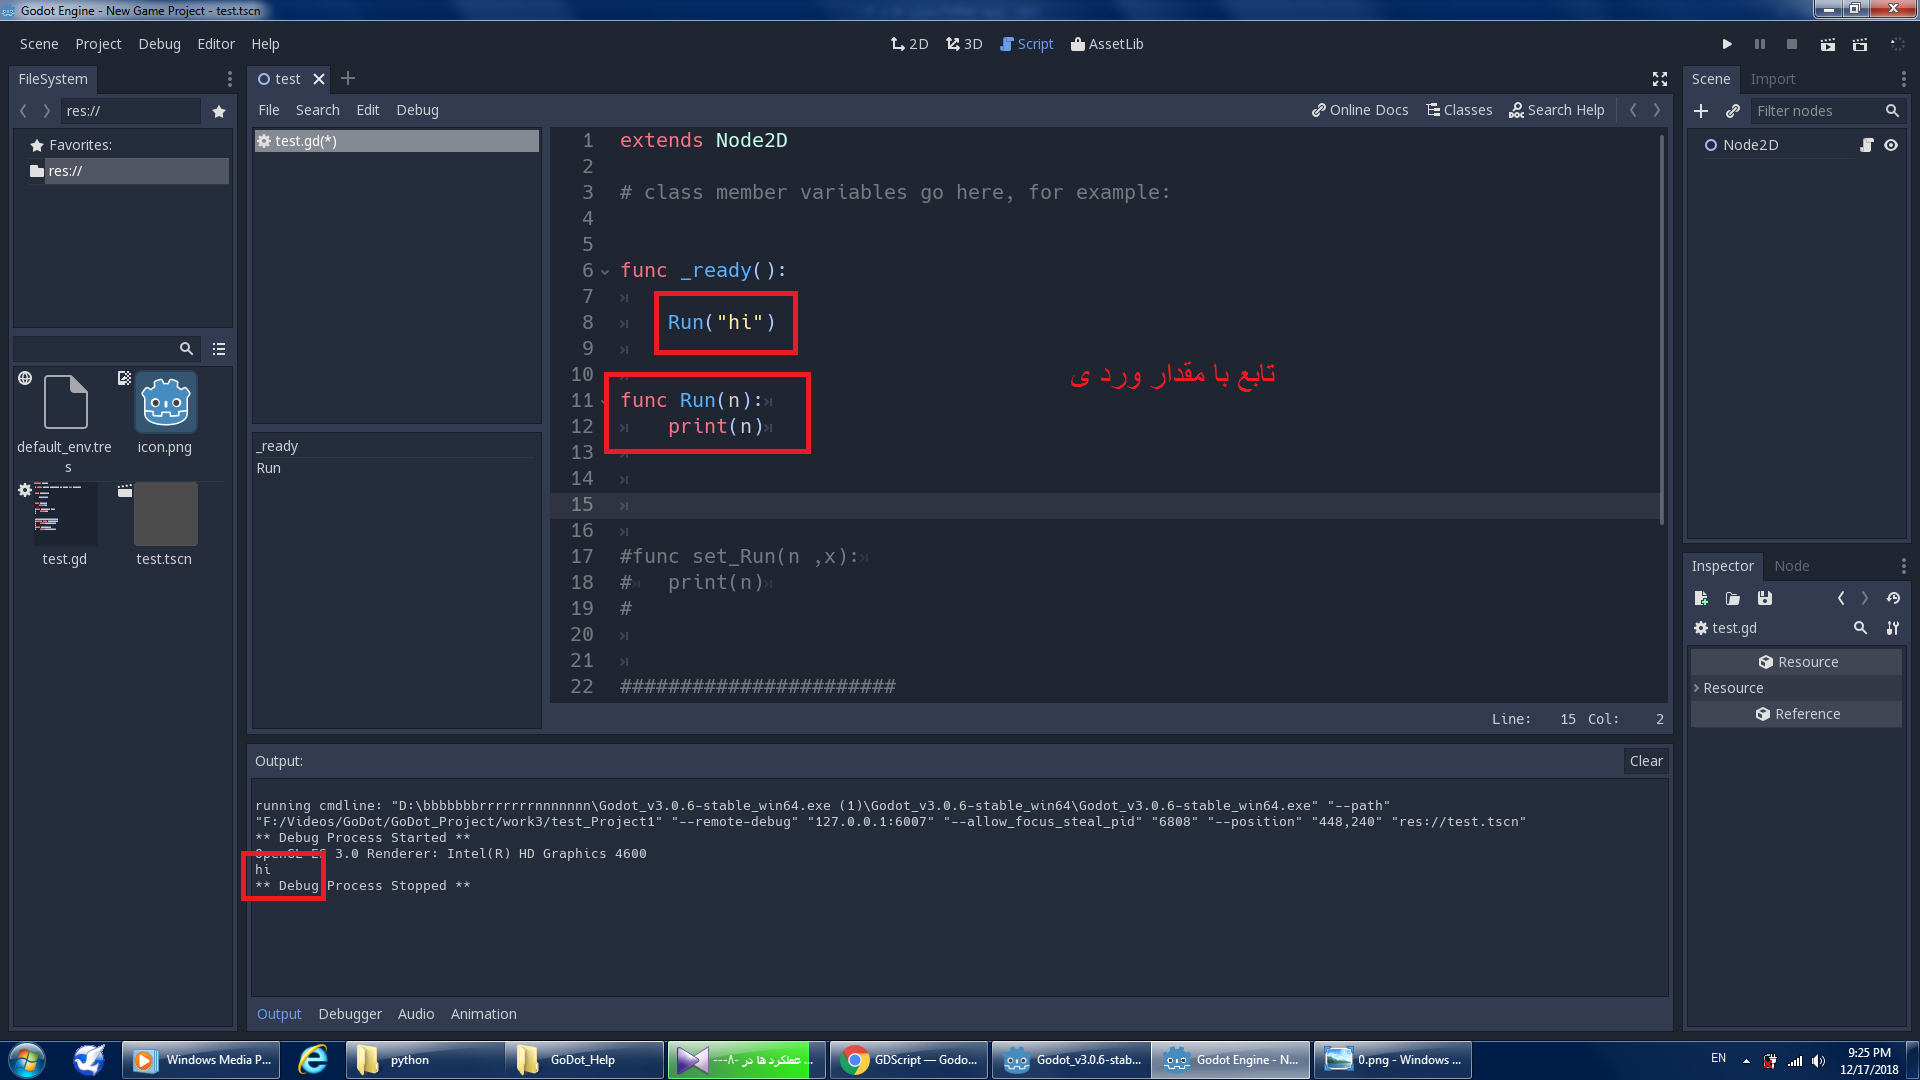 Godot Engine - New Game Project - test.tscn
Scene Project Debug Editor Help
2D 3D Script AssetLib
FileSystem
res://
Favorites:
res://
default_env.tre
s
icon.png
test.gd
test.tscn
test
File Search Edit Debug
Online Docs Classes Search Help
test.gd(*)
_ready
Run
1 extends Node2D
2
3 # class member variables go here, for example:
4
5
6 func _ready():
7
8 Run("hi")
9
10
تابع با مقدار ورد ی
11 func Run(n):
12 print(n)
13
14
15
16
17 #func set_Run(n ,x):
18 # print(n)
19 #
20
21
22 #######################
Line: 15 Col: 2
Output:
Clear
running cmdline: "D:\bbbbbbbrrrrrrrnnnnnnn\Godot_v3.0.6-stable_win64.exe (1)\Godot_v3.0.6-stable_win64\Godot_v3.0.6-stable_win64.exe" "--path"
"F:/Videos/GoDot/GoDot_Project/work3/test_Project1" "--remote-debug" "127.0.0.1:6007" "--allow_focus_steal_pid" "6808" "--position" "448,240" "res://test.tscn"
** Debug Process Started **
OpenGL ES 3.0 Renderer: Intel(R) HD Graphics 4600
hi
** Debug Process Stopped **
Output Debugger Audio Animation
Scene Import
Filter nodes
Node2D
Inspector Node
test.gd
Resource
Resource
Reference
Windows Media P...
python
GoDot_Help
عملکرد ها در -۸---...
GDScript — Godo...
Godot_v3.0.6-stab...
Godot Engine - N...
0.png - Windows ...
EN
9:25 PM
12/17/2018